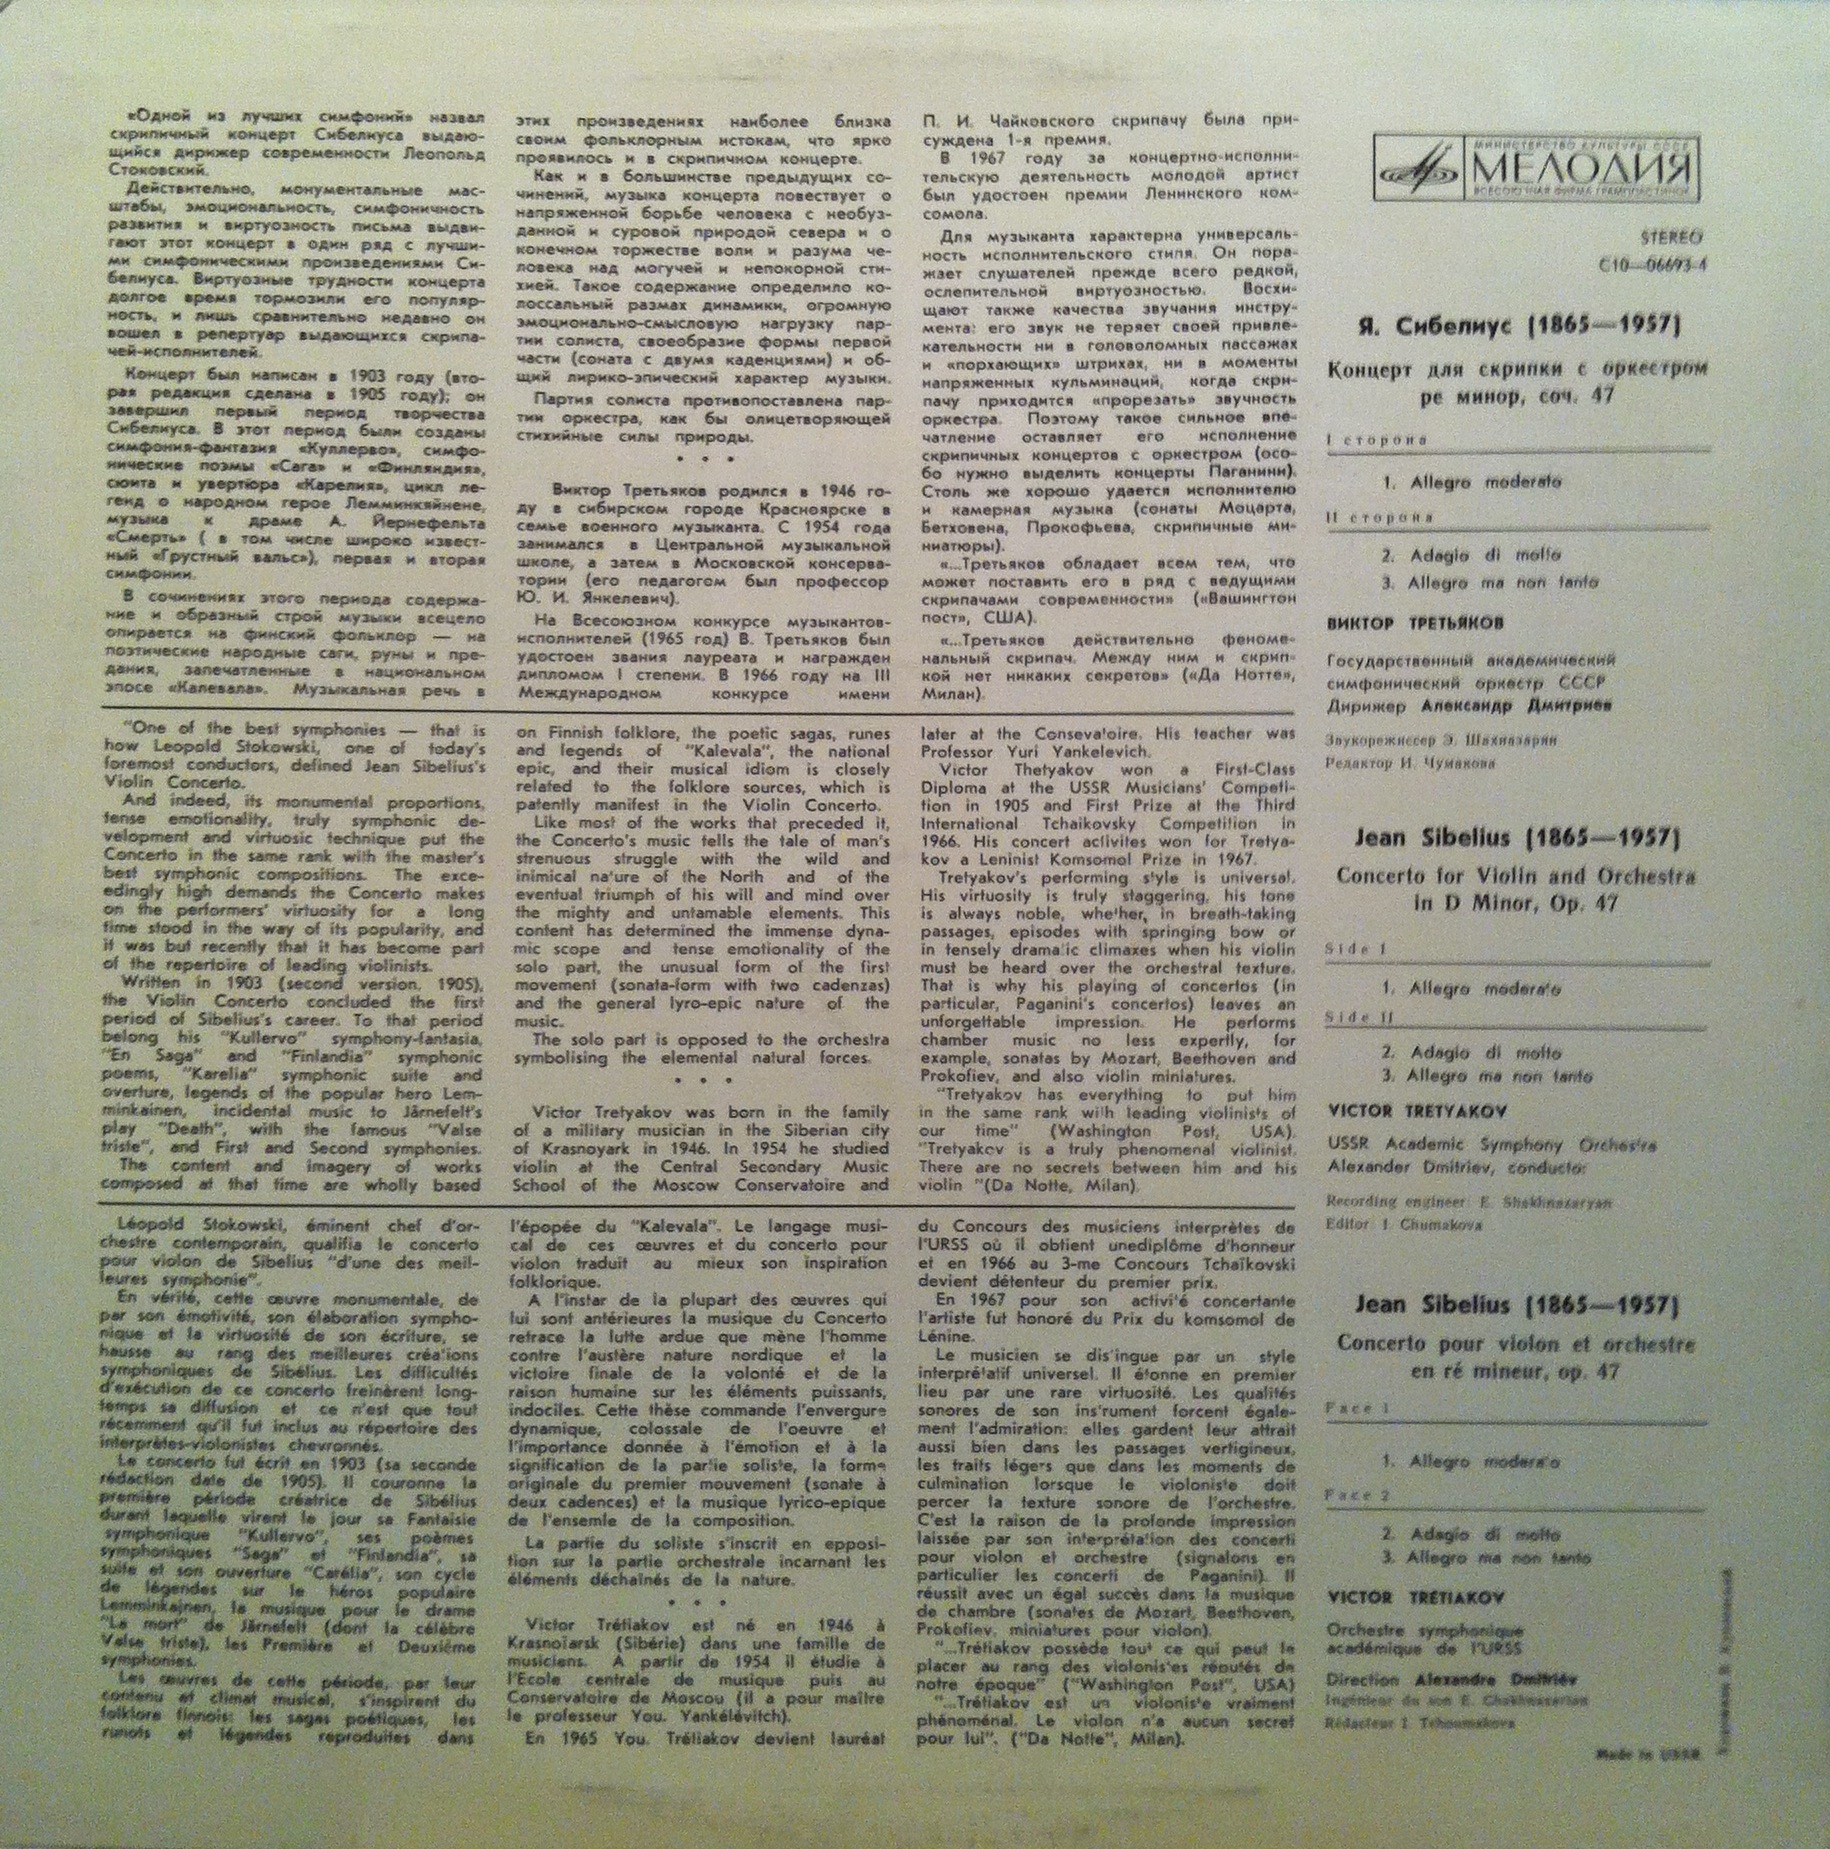 «Одной из лучших симфоний» назвал
скрипичный концерт Сибелиуса выдаю-
щийся дирижер современности Леопольд
Стоковский.
Действительно, монументальные мас-
штабы, эмоциональность, симфоничность
развития и виртуозность письма выдви-
гают этот концерт в один ряд с лучши-
ми симфоническими произведениями Си-
белиуса. Виртуозные трудности концерта
долгое время тормозили его популяр-
ность, и лишь сравнительно недавно он
вошел в репертуар выдающихся скрипа-
чей-исполнителей.
Концерт был написан в 1903 году (вто-
рая редакция сделана в 1905 году); он
завершил первый период творчества
Сибелиуса. В этот период были созданы
симфония-фантазия «Куллерво», симфо-
нические поэмы «Сага» и «Финляндия»,
сюита и увертюра «Карелия», цикл ле-
генд о народном герое Лемминкяйнене,
музыка к драме А. Йернефельта
«Смерть» ( в том числе широко извест-
ный «Грустный вальс»), первая и вторая
симфонии.
В сочинениях этого периода содержа-
ние и образный строй музыки всецело
опирается на финский фольклор — на
поэтические народные саги, руны и пре-
дания, запечатленные в национальном
эпосе «Калевала». Музыкальная речь в
этих произведениях наиболее близка
своим фольклорным истокам, что ярко
проявилось и в скрипичном концерте.
Как и в большинстве предыдущих со-
чинений, музыка концерта повествует о
напряженной борьбе человека с необуз-
данной и суровой природой севера и о
конечном торжестве воли и разума че-
ловека над могучей и непокорной сти-
хией. Такое содержание определило ко-
лоссальный размах динамики, огромную
эмоционально-смысловую нагрузку пар-
тии солиста, своеобразие формы первой
части (соната с двумя каденциями) и об-
щий лирико-эпический характер музыки.
Партия солиста противопоставлена пар-
тии оркестра, как бы олицетворяющей
стихийные силы природы.
• • •
Виктор Третьяков родился в 1946 го-
ду в сибирском городе Красноярске в
семье военного музыканта. С 1954 года
занимался в Центральной музыкальной
школе, а затем в Московской консерва-
тории (его педагогом был профессор
Ю. И. Янкелевич).
На Всесоюзном конкурсе музыкантов-
исполнителей (1965 год) В. Третьяков был
удостоен звания лауреата и награжден
дипломом I степени. В 1966 году на III
Международном конкурсе имени
П. И. Чайковского скрипачу была при-
суждена 1-я премия.
В 1967 году за концертно-исполни-
тельскую деятельность молодой артист
был удостоен премии Ленинского ком-
сомола.
Для музыканта характерна универсаль-
ность исполнительского стиля. Он пора-
жает слушателей прежде всего редкой,
ослепительной виртуозностью. Восхи-
щают также качества звучания инстру-
мента: его звук не теряет своей привле-
кательности ни в головоломных пассажах
и «порхающих» штрихах, ни в моменты
напряженных кульминаций, когда скри-
пачу приходится «прорезать» звучность
оркестра. Поэтому такое сильное впе-
чатление оставляет его исполнение
скрипичных концертов с оркестром (осо-
бо нужно выделить концерты Паганини).
Столь же хорошо удается исполнителю
и камерная музыка (сонаты Моцарта,
Бетховена, Прокофьева, скрипичные ми-
ниатюры).
«...Третьяков обладает всем тем, что
может поставить его в ряд с ведущими
скрипачами современности» («Вашингтон
пост», США).
«...Третьяков действительно феноме-
нальный скрипач. Между ним и скрип-
кой нет никаких секретов» («Да Нотте»,
Милан).
"One of the best symphonies — that is
how Leopold Stokowski, one of today's
foremost conductors, defined Jean Sibelius's
Violin Concerto.
And indeed, its monumental proportions,
tense emotionality, truly symphonic de-
velopment and virtuosic technique put the
Concerto in the same rank with the master's
best symphonic compositions. The exce-
edingly high demands the Concerto makes
on the performers' virtuosity for a long
time stood in the way of its popularity, and
it was but recently that it has become part
of the repertoire of leading violinists.
Written in 1903 (second version, 1905),
the Violin Concerto concluded the first
period of Sibelius's career. To that period
belong his "Kullervo" symphony-fantasia,
"En Saga" and "Finlandia" symphonic
poems, "Karelia" symphonic suite and
overture, legends of the popular hero Lem-
minkainen, incidental music to Järnefelt's
play "Death", with the famous "Valse
triste", and First and Second symphonies.
The content and imagery of works
composed at that time are wholly based
on Finnish folklore, the poetic sagas, runes
and legends of "Kalevala", the national
epic, and their musical idiom is closely
related to the folklore sources, which is
patently manifest in the Violin Concerto.
Like most of the works that preceded it,
the Concerto's music tells the tale of man's
strenuous struggle with the wild and
inimical nature of the North and of the
eventual triumph of his will and mind over
the mighty and untamable elements. This
content has determined the immense dyna-
mic scope and tense emotionality of the
solo part, the unusual form of the first
movement (sonata-form with two cadenzas)
and the general lyro-epic nature of the
music.
The solo part is opposed to the orchestra
symbolising the elemental natural forces.
• • •
Victor Tretyakov was born in the family
of a military musician in the Siberian city
of Krasnoyark in 1946. In 1954 he studied
violin at the Central Secondary Music
School of the Moscow Conservatoire and
later at the Consevatoire. His teacher was
Professor Yuri Yankelevich.
Victor Thetyakov won a First-Class
Diploma at the USSR Musicians' Competi-
tion in 1905 and First Prize at the Third
International Tchaikovsky Competition in
1966. His concert activites won for Tretya-
kov a Leninist Komsomol Prize in 1967.
Tretyakov's performing style is universal.
His virtuosity is truly staggering, his tone
is always noble, whether, in breath-taking
passages, episodes with springing bow or
in tensely dramatic climaxes when his violin
must be heard over the orchestral texture.
That is why his playing of concertos (in
particular, Paganini's concertos) leaves an
unforgettable impression. He performs
chamber music no less expertly, for
example, sonatas by Mozart, Beethoven and
Prokofiev, and also violin miniatures.
"Tretyakov has everything to put him
in the same rank with leading violinists of
our time" (Washington Post, USA).
"Tretyakov is a truly phenomenal violinist.
There are no secrets between him and his
violin "(Da Notte, Milan).
Léopold Stokowski, éminent chef d'or-
chestre contemporain, qualifia le concerto
pour violon de Sibelius "d'une des meil-
leures symphonie".
En vérité, cette œuvre monumentale, de
par son émotivité, son élaboration sympho-
nique et la virtuosité de son écriture, se
hausse au rang des meilleures créations
symphoniques de Sibélius. Les difficultés
d'exécution de ce concerto freinèrent long-
temps sa diffusion et ce n'est que tout
récemment qu'il fut inclus au répertoire des
interprètes-violonistes chevronnés.
Le concerto fut écrit en 1903 (sa seconde
rédaction date de 1905). Il couronne la
première période créatrice de Sibélius
durant laquelle virent le jour sa Fantaisie
symphonique "Kullervo", ses poèmes
symphoniques "Saga" et "Finlandia", sa
suite et son ouverture "Carélia", son cycle
de légendes sur le héros populaire
Lemminkajnen, la musique pour le drame
"La mort" de Järnefelt (dont la célèbre
Valse triste), les Première et Deuxième
symphonies.
Les œuvres de cette période, par leur
contenu et climat musical, s'inspirent du
folklore finnois: les sagas poétiques, les
runots et légendes reproduites dans
l'épopée du "Kalevala". Le langage musi-
cal de ces œuvres et du concerto pour
violon traduit au mieux son inspiration
folklorique.
A l'instar de la plupart des œuvres qui
lui sont antérieures la musique du Concerto
retrace la lutte ardue que mène l'homme
contre l'austère nature nordique et la
victoire finale de la volonté et de la
raison humaine sur les éléments puissants,
indociles. Cette thèse commande l'envergure
dynamique, colossale de l'oeuvre et
l'importance donnée à l'émotion et à la
signification de la partie soliste, la forme
originale du premier mouvement (sonate à
deux cadences) et la musique lyrico-epique
de l'ensemle de la composition.
La partie du soliste s'inscrit en epposi-
tion sur la partie orchestrale incarnant les
éléments déchaînés de la nature.
• • •
Victor Trétiakov est né en 1946 à
Krasnoïarsk (Sibérie) dans une famille de
musiciens. A partir de 1954 il étudie à
l'Ecole centrale de musique puis au
Conservatoire de Moscou (il a pour maître
le professeur You. Yankélévitch).
En 1965 You. Trétiakov devient lauréat
du Concours des musiciens interprètes de
l'URSS où il obtient unediplôme d'honneur
et en 1966 au 3-me Concours Tchaïkovski
devient détenteur du premier prix.
En 1967 pour son activité concertante
l'artiste fut honoré du Prix du komsomol de
Lénine.
Le musicien se distingue par un style
interprétatif universel. Il étonne en premier
lieu par une rare virtuosité. Les qualités
sonores de son instrument forcent égale-
ment l'admiration: elles gardent leur attrait
aussi bien dans les passages vertigineux,
les traits légers que dans les moments de
culmination lorsque le violoniste doit
percer la texture sonore de l'orchestre.
C'est la raison de la prolonde impression
laissée par son interprétation des concerti
pour violon et orchestre (signalons en
particulier les concerti de Paganini). Il
réussit avec un égal succès dans la musique
de chambre (sonates de Mozart, Beethoven,
Prokofiev, miniatures pour violon).
"...Trétiakov possède tout ce qui peut le
placer au rang des violonistes réputés de
notre époque" ("Washington Post", USA)
"...Trétiakov est un violoniste vraiment
phénoménal. Le violon n'a aucun secret
pour lui". ("Da Notte", Milan).
МИНИСТЕРСТВО КУЛЬТУРЫ СССР
МЕЛОДИЯ
ВСЕСОЮЗНАЯ ФИРМА ГРАМПЛАСТИНОК
STEREO
С10—06693-4
Я. Сибелиус (1865—1957)
Концерт для скрипки с оркестром
ре минор, соч. 47
I сторона
1. Allegro moderato
II сторона
2. Adagio di molto
3. Allegro ma non tanto
ВИКТОР ТРЕТЬЯКОВ
Государственный академический
симфонический оркестр СССР
Дирижер Александр Дмитриев
Звукорежиссер Э. Шахназарян
Редактор И. Чумакова
Jean Sibelius (1865—1957)
Concerto for Violin and Orchestra
in D Minor, Op. 47
Side I
1. Allegro moderato
Side II
2. Adagio di molto
3. Allegro ma non tanto
VICTOR TRETYAKOV
USSR Academic Symphony Orchestra
Alexander Dmitriev, conductor
Recording engineer E. Shakhnazaryan
Editor I. Chumakova
Jean Sibelius (1865—1957)
Concerto pour violon et orchestre
en ré mineur, op. 47
Face 1
1. Allegro moderato
Face 2
2. Adagio di molto
3. Allegro ma non tanto
VICTOR TRETIAKOV
Orchestre symphonique
académique de l'URSS
Direction Alexandre Dmitriév
Ingénieur du son E. Chakhnazarian
Rédacteur I. Tchoumakova
Made in USSR